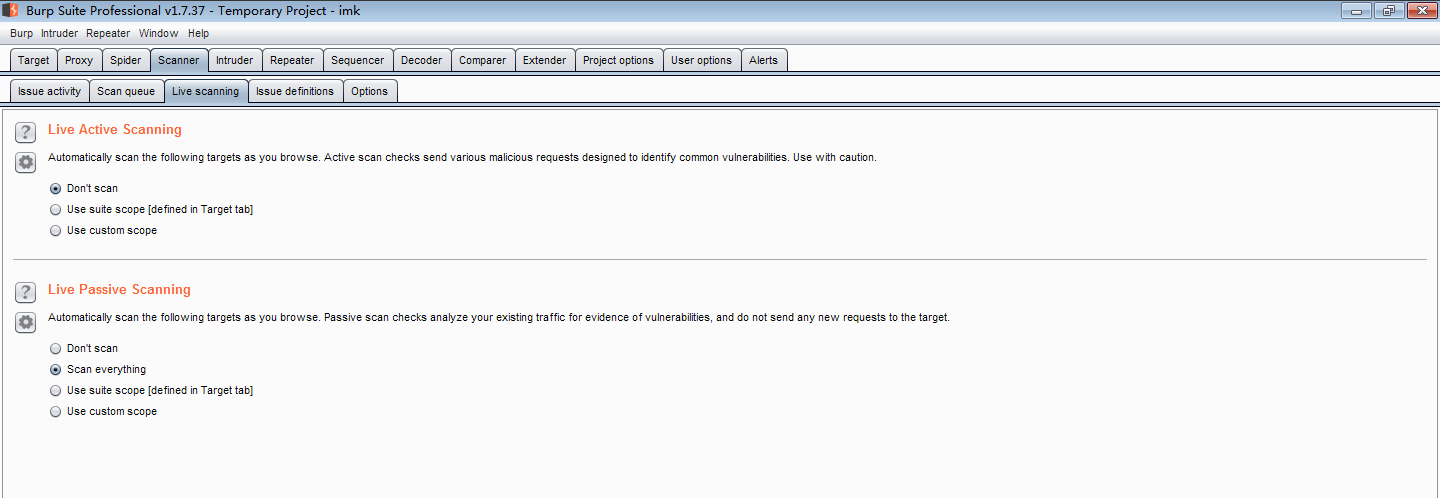 Burp Suite Professional v1.7.37 - Temporary Project - imk
Burp Intruder Repeater Window Help
Target Proxy Spider Scanner Intruder Repeater Sequencer Decoder Comparer Extender Project options User options Alerts
Issue activity Scan queue Live scanning Issue definitions Options
? Live Active Scanning
Automatically scan the following targets as you browse. Active scan checks send various malicious requests designed to identify common vulnerabilities. Use with caution.
Don't scan
Use suite scope [defined in Target tab]
Use custom scope
? Live Passive Scanning
Automatically scan the following targets as you browse. Passive scan checks analyze your existing traffic for evidence of vulnerabilities, and do not send any new requests to the target.
Don't scan
Scan everything
Use suite scope [defined in Target tab]
Use custom scope